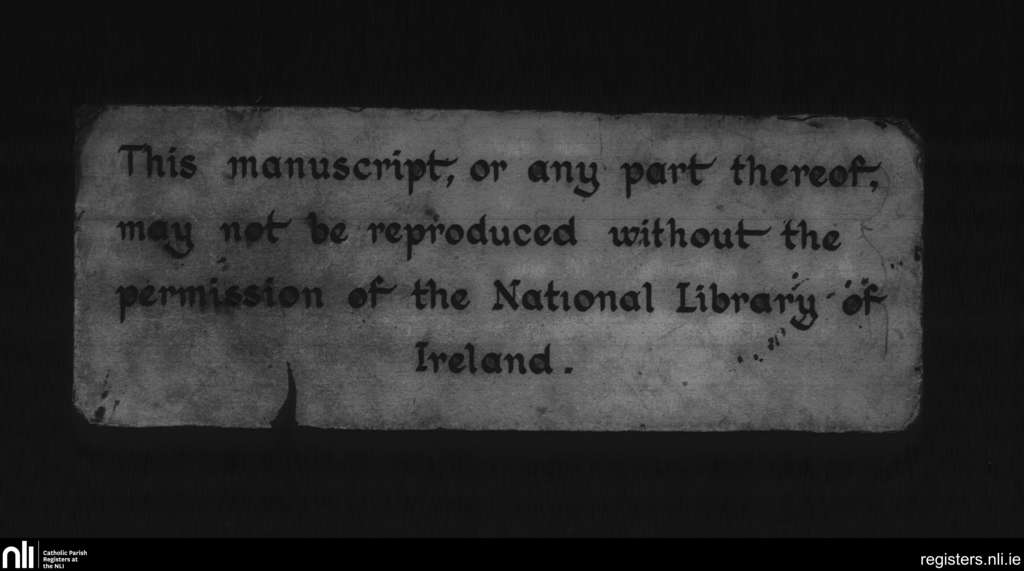 This manuscript, or any part thereof,
may not be reproduced without the
permission of the National Library of
Ireland.
nli
Catholic Parish
Registers at
the NLI
registers.nli.ie